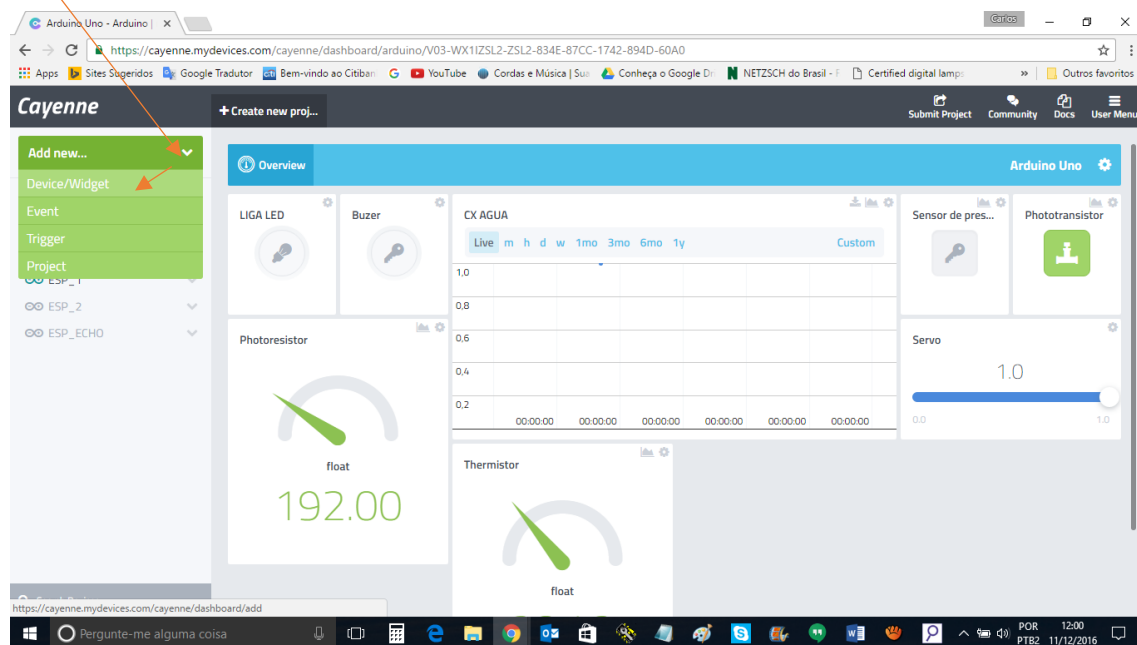 Arduino Uno - Arduino |
Carlos
https://cayenne.mydevices.com/cayenne/dashboard/arduino/V03-WX1IZSL2-ZSL2-834E-87CC-1742-894D-60A0
Apps Sites Sugeridos Google Tradutor citi Bem-vindo ao Citiban G YouTube Cordas e Música | Sua Conheça o Google Dri NETZSCH do Brasil - F Certified digital lamps » Outros favoritos
Cayenne
+ Create new proj...
Submit Project Community Docs User Menu
Add new...
Device/Widget
Event
Trigger
Project
ESP_1
ESP_2
ESP_ECHO
Overview
Arduino Uno
LIGA LED
Buzer
CX AGUA
Live m h d w 1mo 3mo 6mo 1y Custom
1,0
0,8
0,6
0,4
0,2
00:00:00 00:00:00 00:00:00 00:00:00 00:00:00 00:00:00
Sensor de pres...
Phototransistor
Photoresistor
float
192.00
Servo
1.0
0.0 1.0
Thermistor
float
https://cayenne.mydevices.com/cayenne/dashboard/add
Pergunte-me alguma coisa
POR 12:00
PTB2 11/12/2016